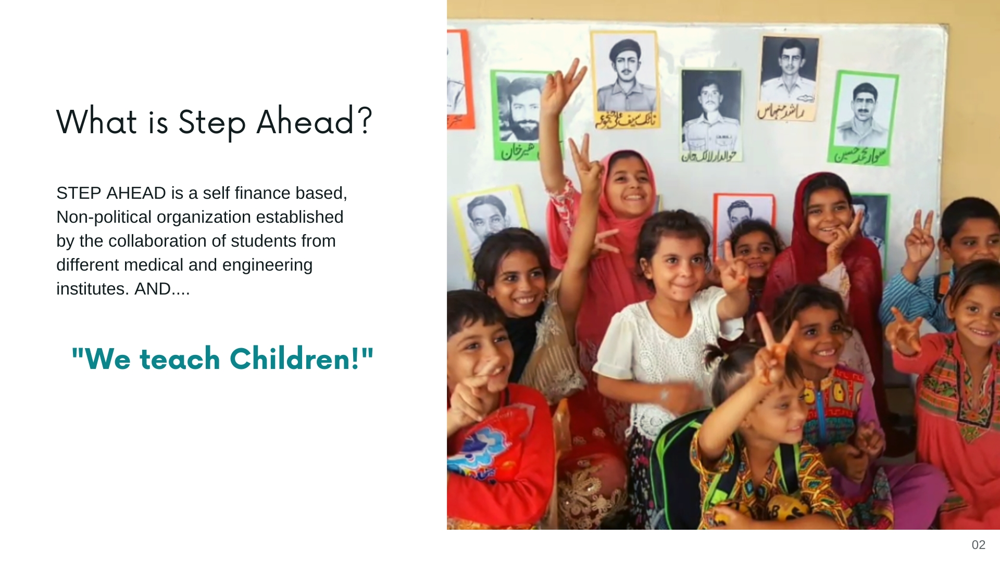 What is Step Ahead?
STEP AHEAD is a self finance based,
Non-political organization established
by the collaboration of students from
different medical and engineering
institutes. AND....
"We teach Children!"
نائک سیف علی جنجوعہ
راشد منہاس
شیر خان
حوالدار لالک جان
سوار محمد حسین
02